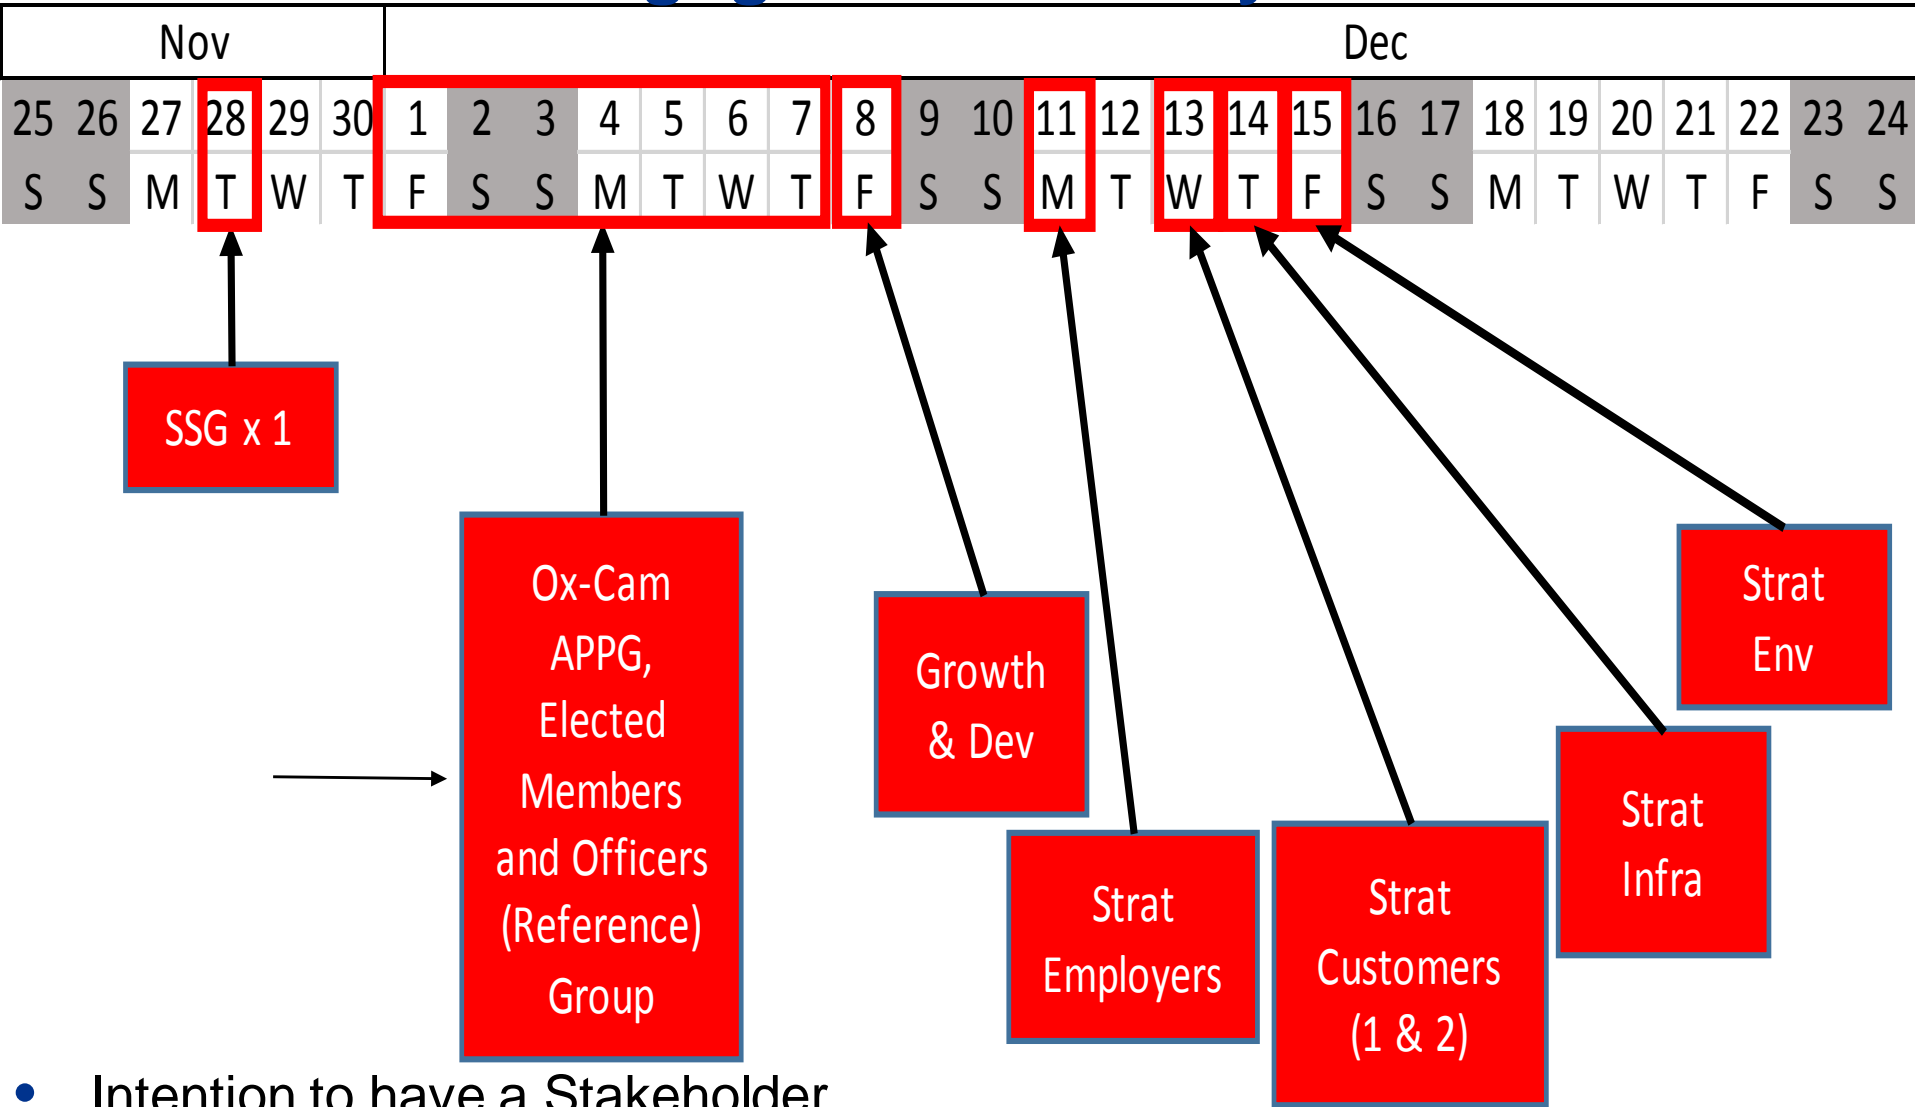 Nov Dec
25 26 27 28 29 30 1 2 3 4 5 6 7 8 9 10 11 12 13 14 15 16 17 18 19 20 21 22 23 24
S S M T W T F S S M T W T F S S M T W T F S S M T W T F S S
SSG x 1
Ox-Cam
APPG,
Elected
Members
and Officers
(Reference)
Group
Growth
& Dev
Strat
Employers
Strat
Customers
(1 & 2)
Strat
Infra
Strat
Env
• Intention to have a Stakeholder